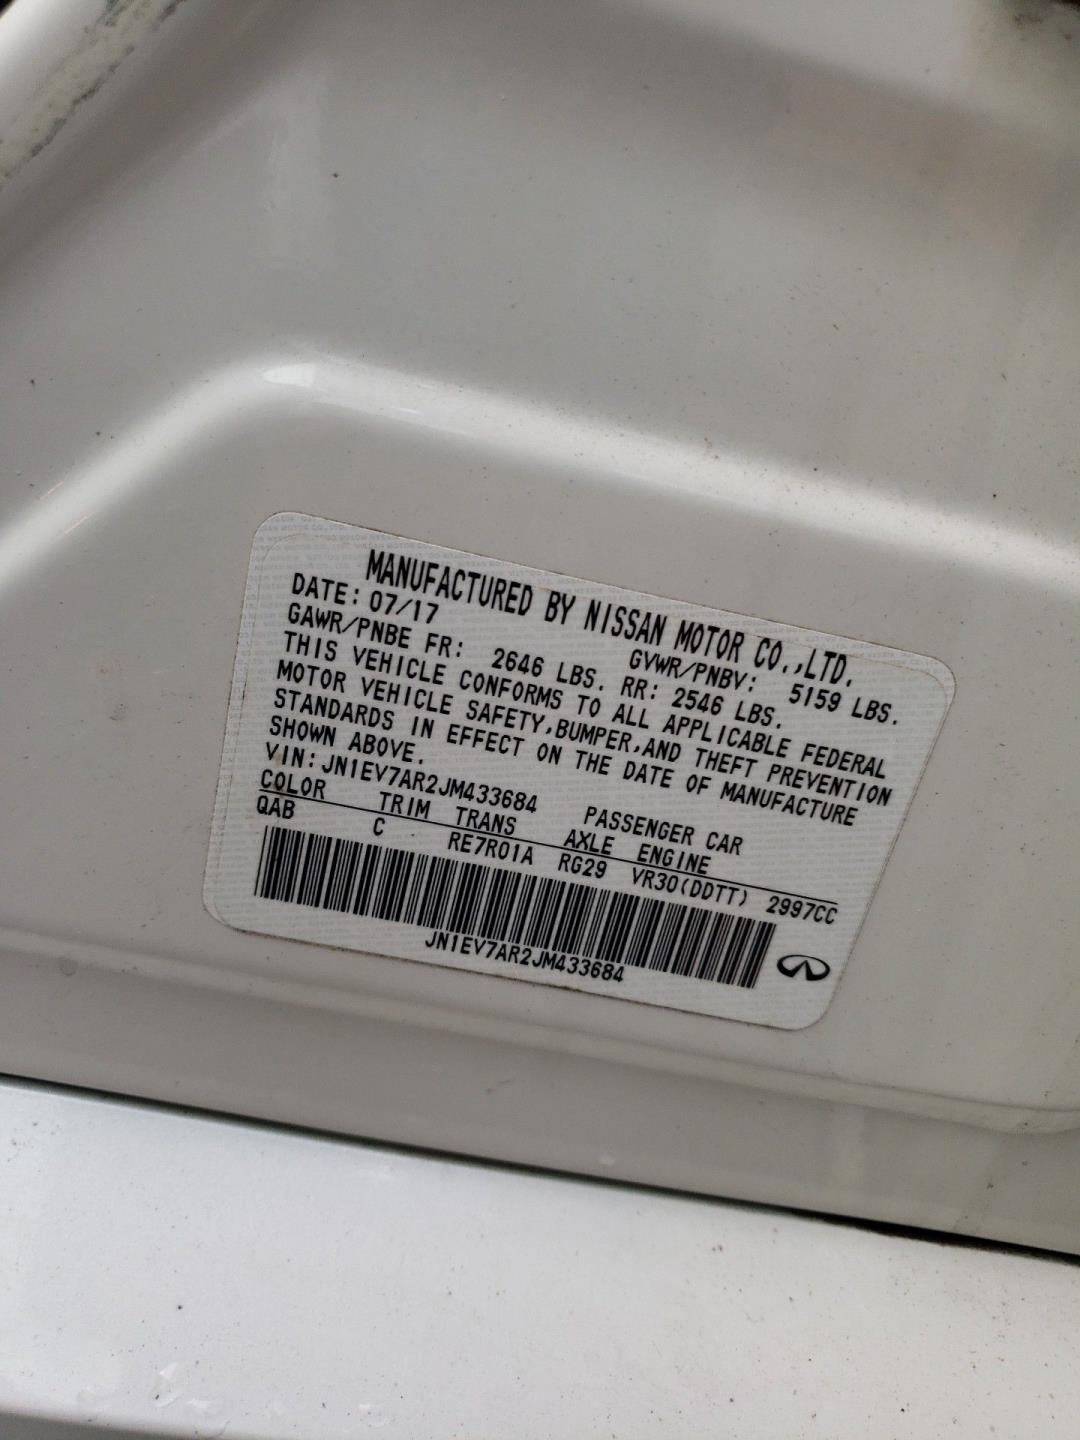 MANUFACTURED BY NISSAN MOTOR CO.,LTD.
DATE: 07/17 GVWR/PNBV: 5159 LBS.
GAWR/PNBE FR: 2646 LBS. RR: 2546 LBS.
THIS VEHICLE CONFORMS TO ALL APPLICABLE FEDERAL
MOTOR VEHICLE SAFETY,BUMPER,AND THEFT PREVENTION
STANDARDS IN EFFECT ON THE DATE OF MANUFACTURE
SHOWN ABOVE.
VIN:JN1EV7AR2JM433684 PASSENGER CAR
COLOR TRIM TRANS AXLE ENGINE
QAB C RE7R01A RG29 VR30(DDTT) 2997CC
JN1EV7AR2JM433684